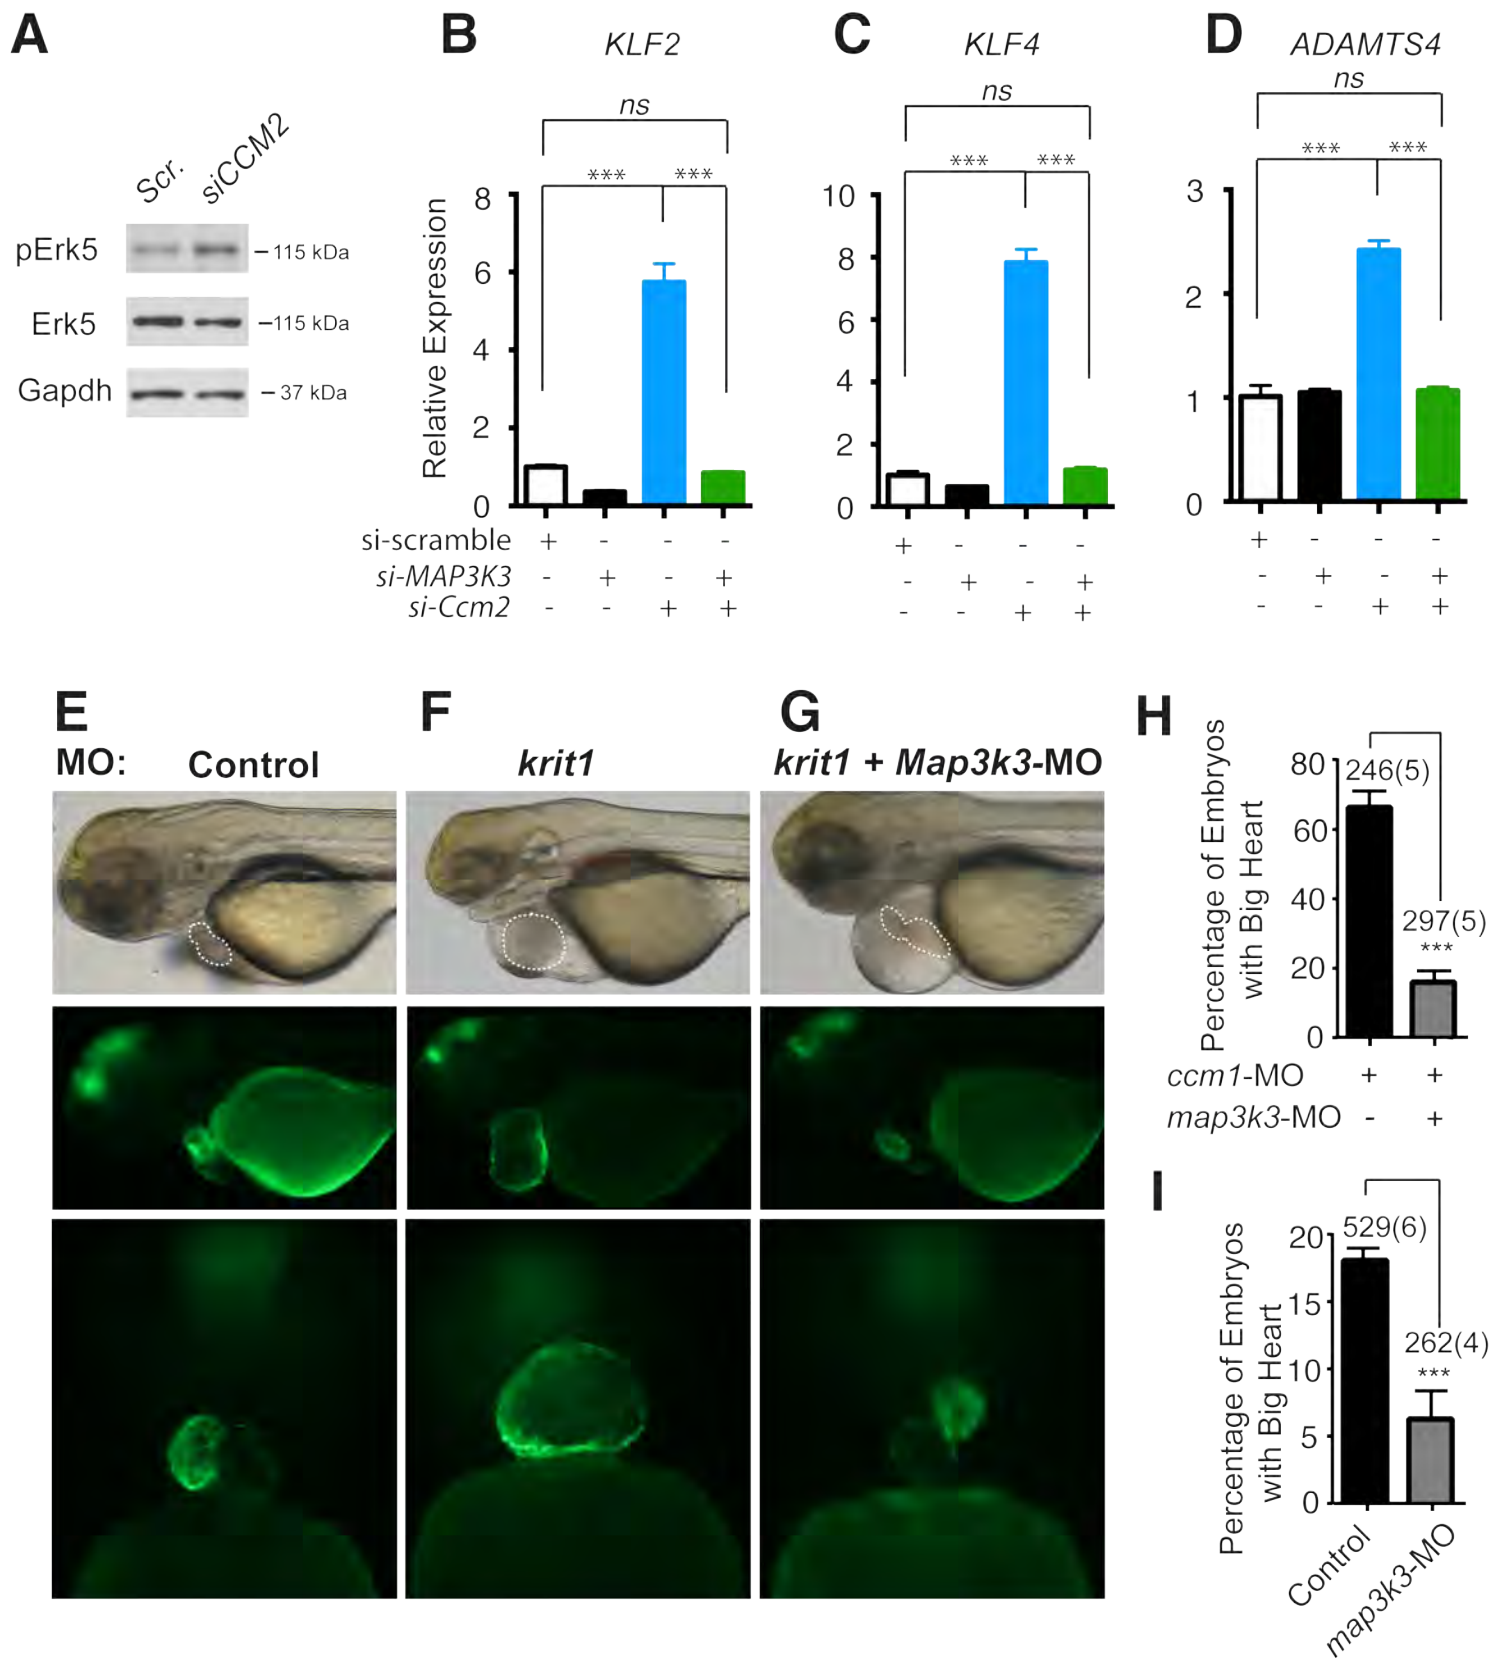 A
Scr.
siCCM2
pErk5
115 kDa
Erk5
115 kDa
Gapdh
37 kDa
B
KLF2
ns
***
***
Relative Expression
8
6
4
2
0
si-scramble + - - -
si-MAP3K3 - + - +
si-Ccm2 - - + +
C
KLF4
ns
***
***
10
8
6
4
2
0
+ - - -
- + - +
- - + +
D
ADAMTS4
ns
***
***
3
2
1
0
+ - - -
- + - +
- - + +
E
F
G
MO:
Control
krit1
krit1 + Map3k3-MO
H
Percentage of Embryos
with Big Heart
80
60
40
20
0
246(5)
297(5)
***
ccm1-MO + +
map3k3-MO - +
I
Percentage of Embryos
with Big Heart
20
15
10
5
0
529(6)
262(4)
***
Control
map3k3-MO